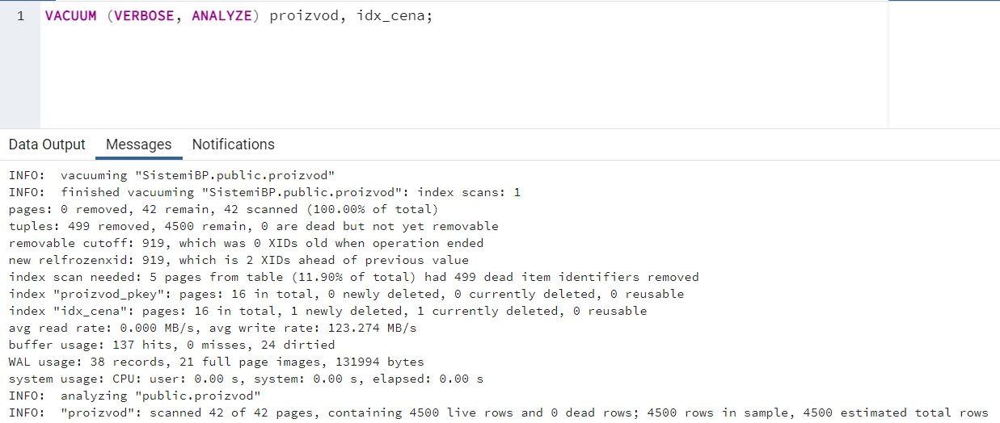 1 VACUUM (VERBOSE, ANALYZE) proizvod, idx_cena;
Data Output Messages Notifications
INFO:  vacuuming "SistemiBP.public.proizvod"
INFO:  finished vacuuming "SistemiBP.public.proizvod": index scans: 1
pages: 0 removed, 42 remain, 42 scanned (100.00% of total)
tuples: 499 removed, 4500 remain, 0 are dead but not yet removable
removable cutoff: 919, which was 0 XIDs old when operation ended
new relfrozenxid: 919, which is 2 XIDs ahead of previous value
index scan needed: 5 pages from table (11.90% of total) had 499 dead item identifiers removed
index "proizvod_pkey": pages: 16 in total, 0 newly deleted, 0 currently deleted, 0 reusable
index "idx_cena": pages: 16 in total, 1 newly deleted, 1 currently deleted, 0 reusable
avg read rate: 0.000 MB/s, avg write rate: 123.274 MB/s
buffer usage: 137 hits, 0 misses, 24 dirtied
WAL usage: 38 records, 21 full page images, 131994 bytes
system usage: CPU: user: 0.00 s, system: 0.00 s, elapsed: 0.00 s
INFO:  analyzing "public.proizvod"
INFO:  "proizvod": scanned 42 of 42 pages, containing 4500 live rows and 0 dead rows; 4500 rows in sample, 4500 estimated total rows